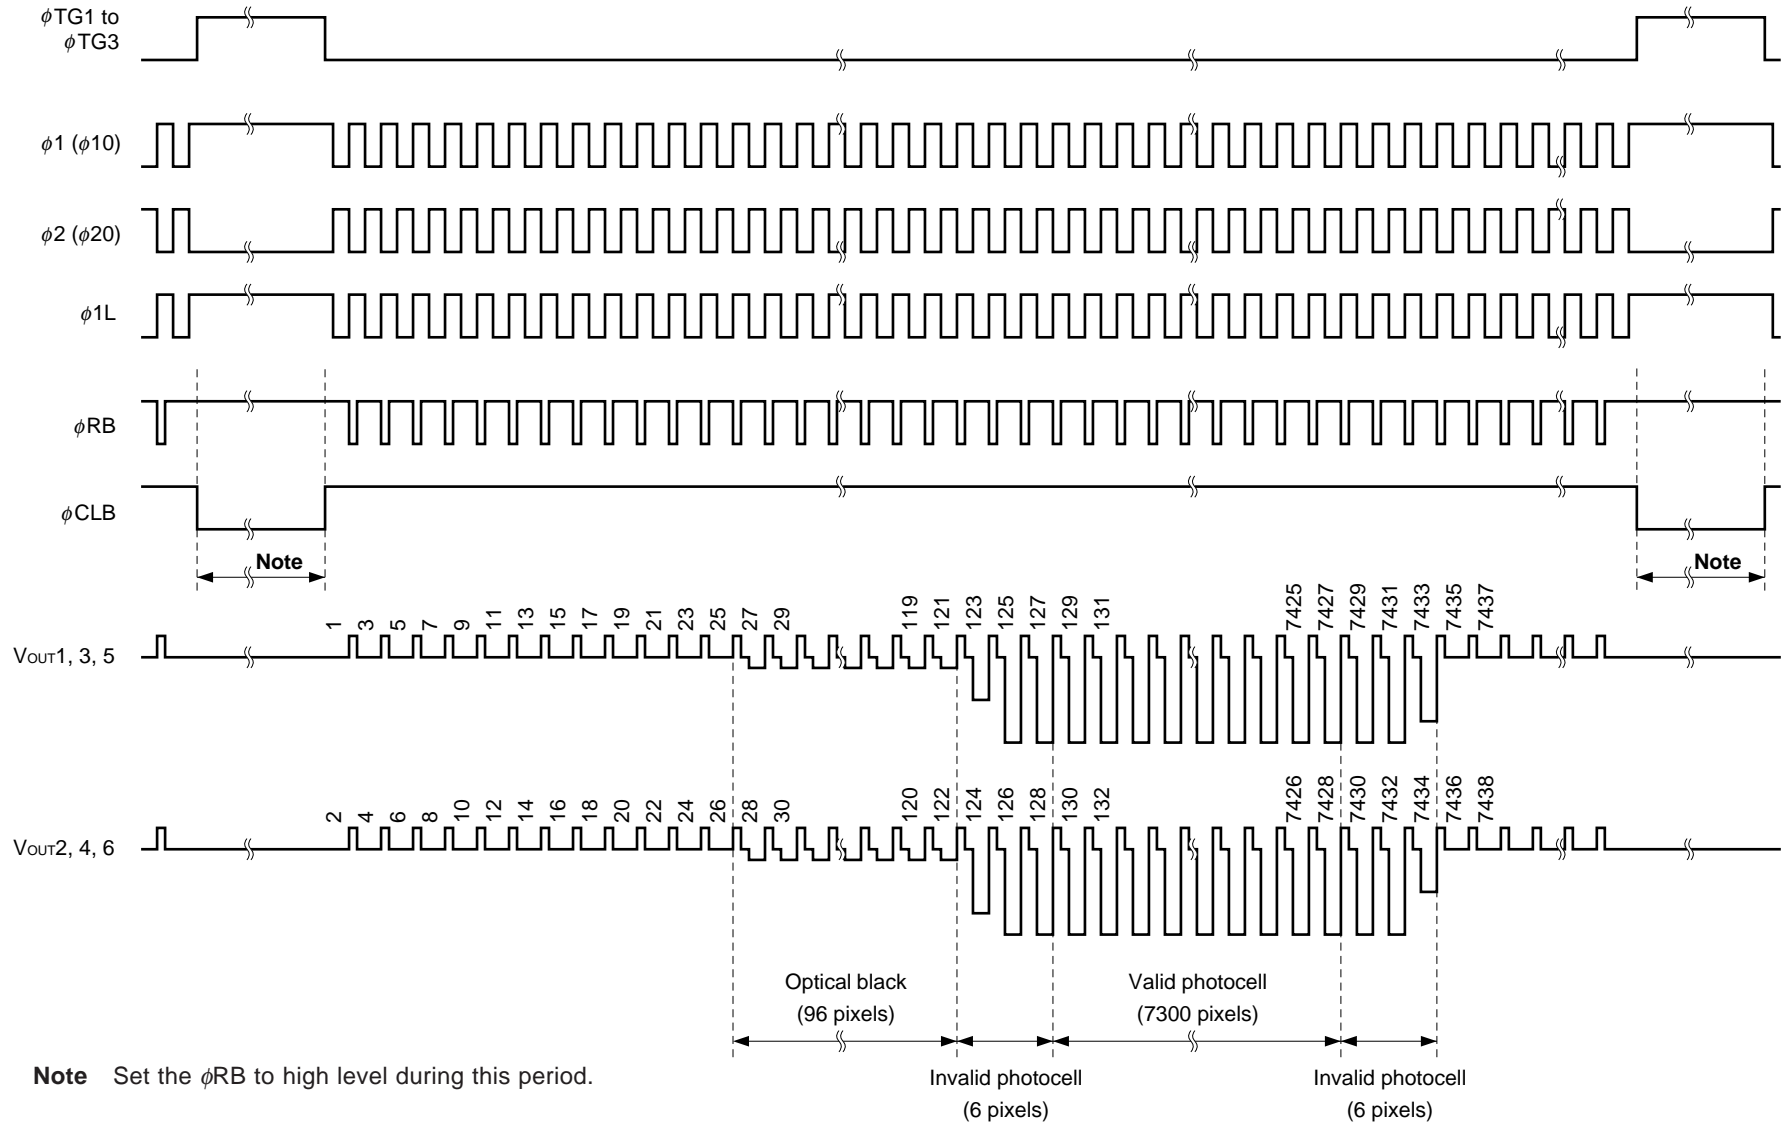 ϕTG1 to
ϕTG3
ϕ1 (ϕ10)
ϕ2 (ϕ20)
ϕ1L
ϕRB
ϕCLB
Note
Note
VOUT1, 3, 5
1 3 5 7 9 11 13 15 17 19 21 23 25 27 29 119 121 123 125 127 129 131 7425 7427 7429 7431 7433 7435 7437
VOUT2, 4, 6
2 4 6 8 10 12 14 16 18 20 22 24 26 28 30 120 122 124 126 128 130 132 7426 7428 7430 7432 7434 7436 7438
Optical black
(96 pixels)
Valid photocell
(7300 pixels)
Invalid photocell
(6 pixels)
Invalid photocell
(6 pixels)
Note Set the ϕRB to high level during this period.